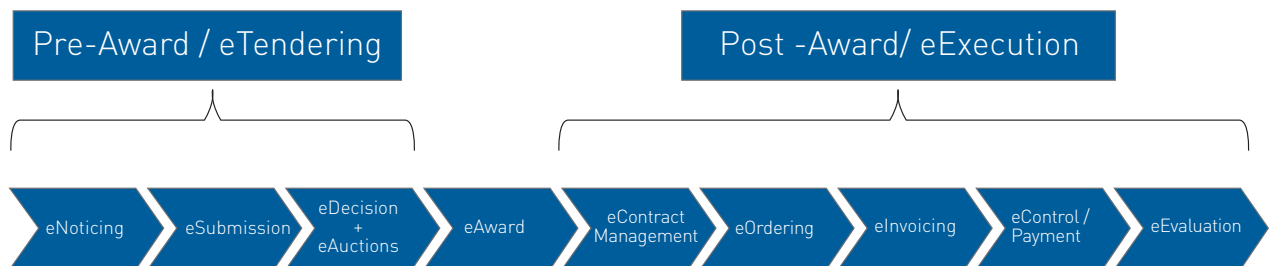 Pre-Award / eTendering
Post -Award/ eExecution
eNoticing
eSubmission
eDecision
+
eAuctions
eAward
eContract
Management
eOrdering
eInvoicing
eControl /
Payment
eEvaluation